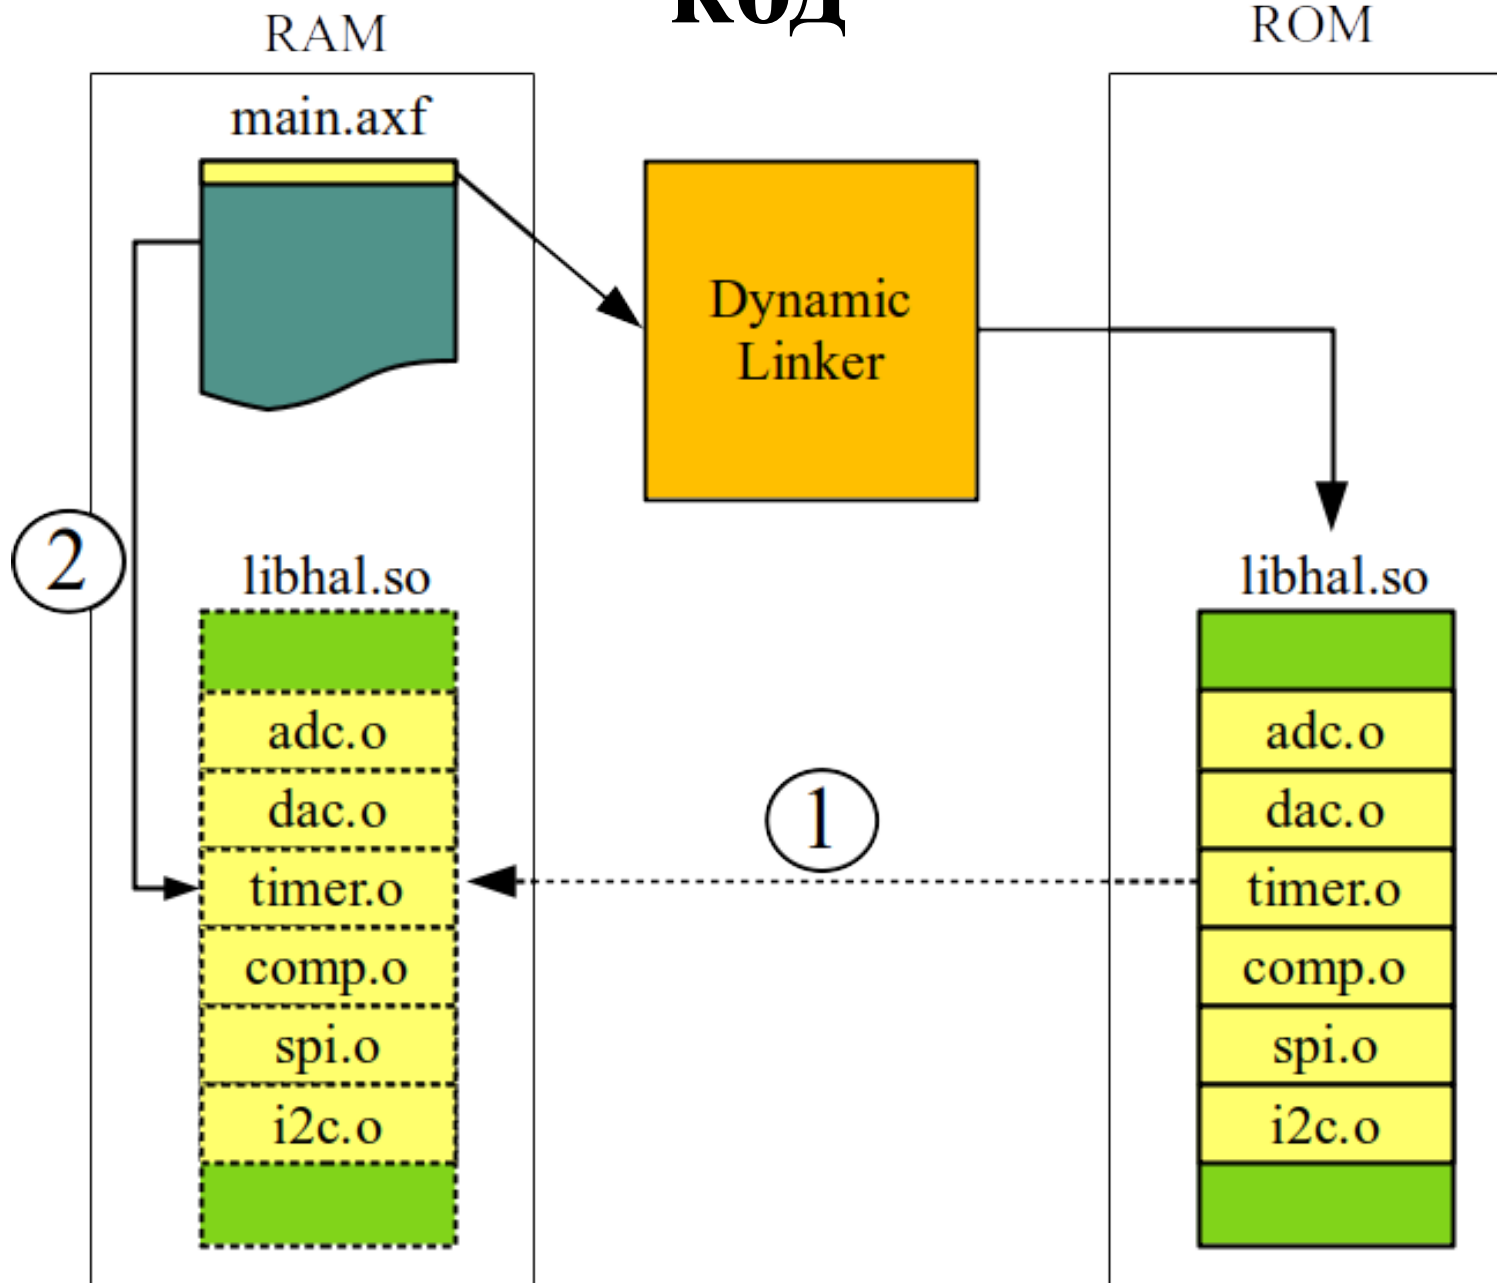 код
RAM
ROM
main.axf
Dynamic
Linker
2
libhal.so
libhal.so
adc.o
adc.o
dac.o
dac.o
1
timer.o
timer.o
comp.o
comp.o
spi.o
spi.o
i2c.o
i2c.o